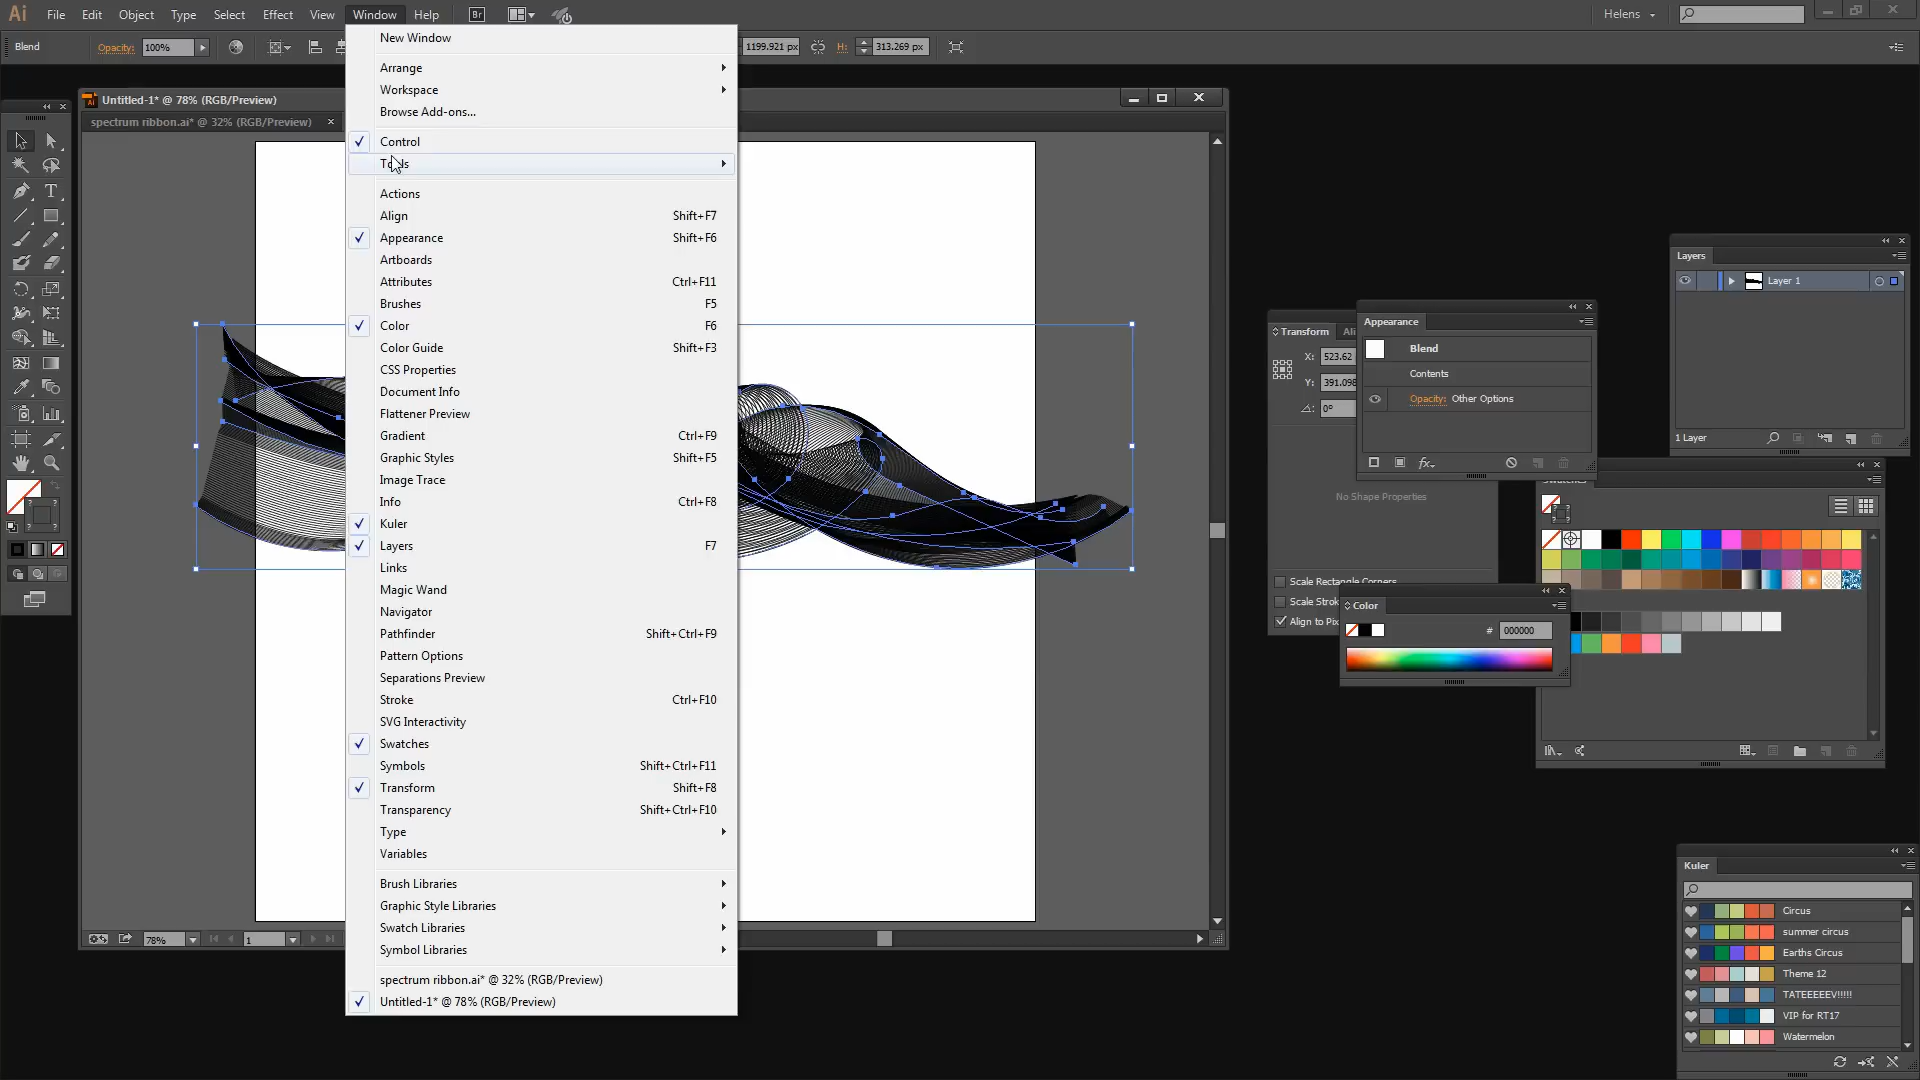 Ai File Edit Object Type Select Effect View Window Help Br Helens
Blend Opacity: 100% 1199.921 px H: 313.269 px
Untitled-1* @ 78% (RGB/Preview)
spectrum ribbon.ai* @ 32% (RGB/Preview)
New Window
Arrange
Workspace
Browse Add-ons...
Control
Tools
Actions
Align Shift+F7
Appearance Shift+F6
Artboards
Attributes Ctrl+F11
Brushes F5
Color F6
Color Guide Shift+F3
CSS Properties
Document Info
Flattener Preview
Gradient Ctrl+F9
Graphic Styles Shift+F5
Image Trace
Info Ctrl+F8
Kuler
Layers F7
Links
Magic Wand
Navigator
Pathfinder Shift+Ctrl+F9
Pattern Options
Separations Preview
Stroke Ctrl+F10
SVG Interactivity
Swatches
Symbols Shift+Ctrl+F11
Transform Shift+F8
Transparency Shift+Ctrl+F10
Type
Variables
Brush Libraries
Graphic Style Libraries
Swatch Libraries
Symbol Libraries
spectrum ribbon.ai* @ 32% (RGB/Preview)
Untitled-1* @ 78% (RGB/Preview)
78% 1
Layers
Layer 1
1 Layer
Transform Ali
X: 523.62
Y: 391.098
0°
Appearance
Blend
Contents
Opacity: Other Options
No Shape Properties
Scale Rectangle Corners
Scale Strok
Align to Pix
Color
# 000000
Kuler
Circus
summer circus
Earths Circus
Theme 12
TATEEEEEV!!!!!
VIP for RT17
Watermelon